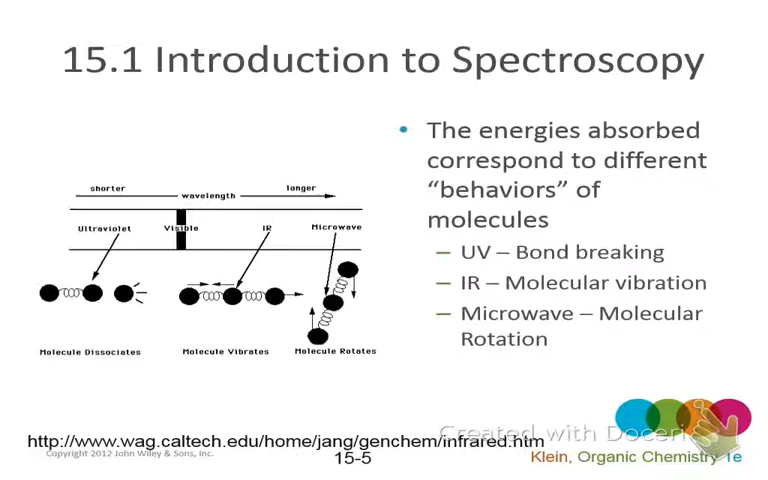 15.1 Introduction to Spectroscopy
shorter wavelength longer
Ultraviolet Visible IR Microwave
Molecule Dissociates Molecule Vibrates Molecule Rotates
• The energies absorbed
correspond to different
“behaviors” of
molecules
– UV – Bond breaking
– IR – Molecular vibration
– Microwave – Molecular
Rotation
Created with Doceri
http://www.wag.caltech.edu/home/jang/genchem/infrared.htm
Copyright 2012 John Wiley & Sons, Inc.
15-5
Klein, Organic Chemistry 1e